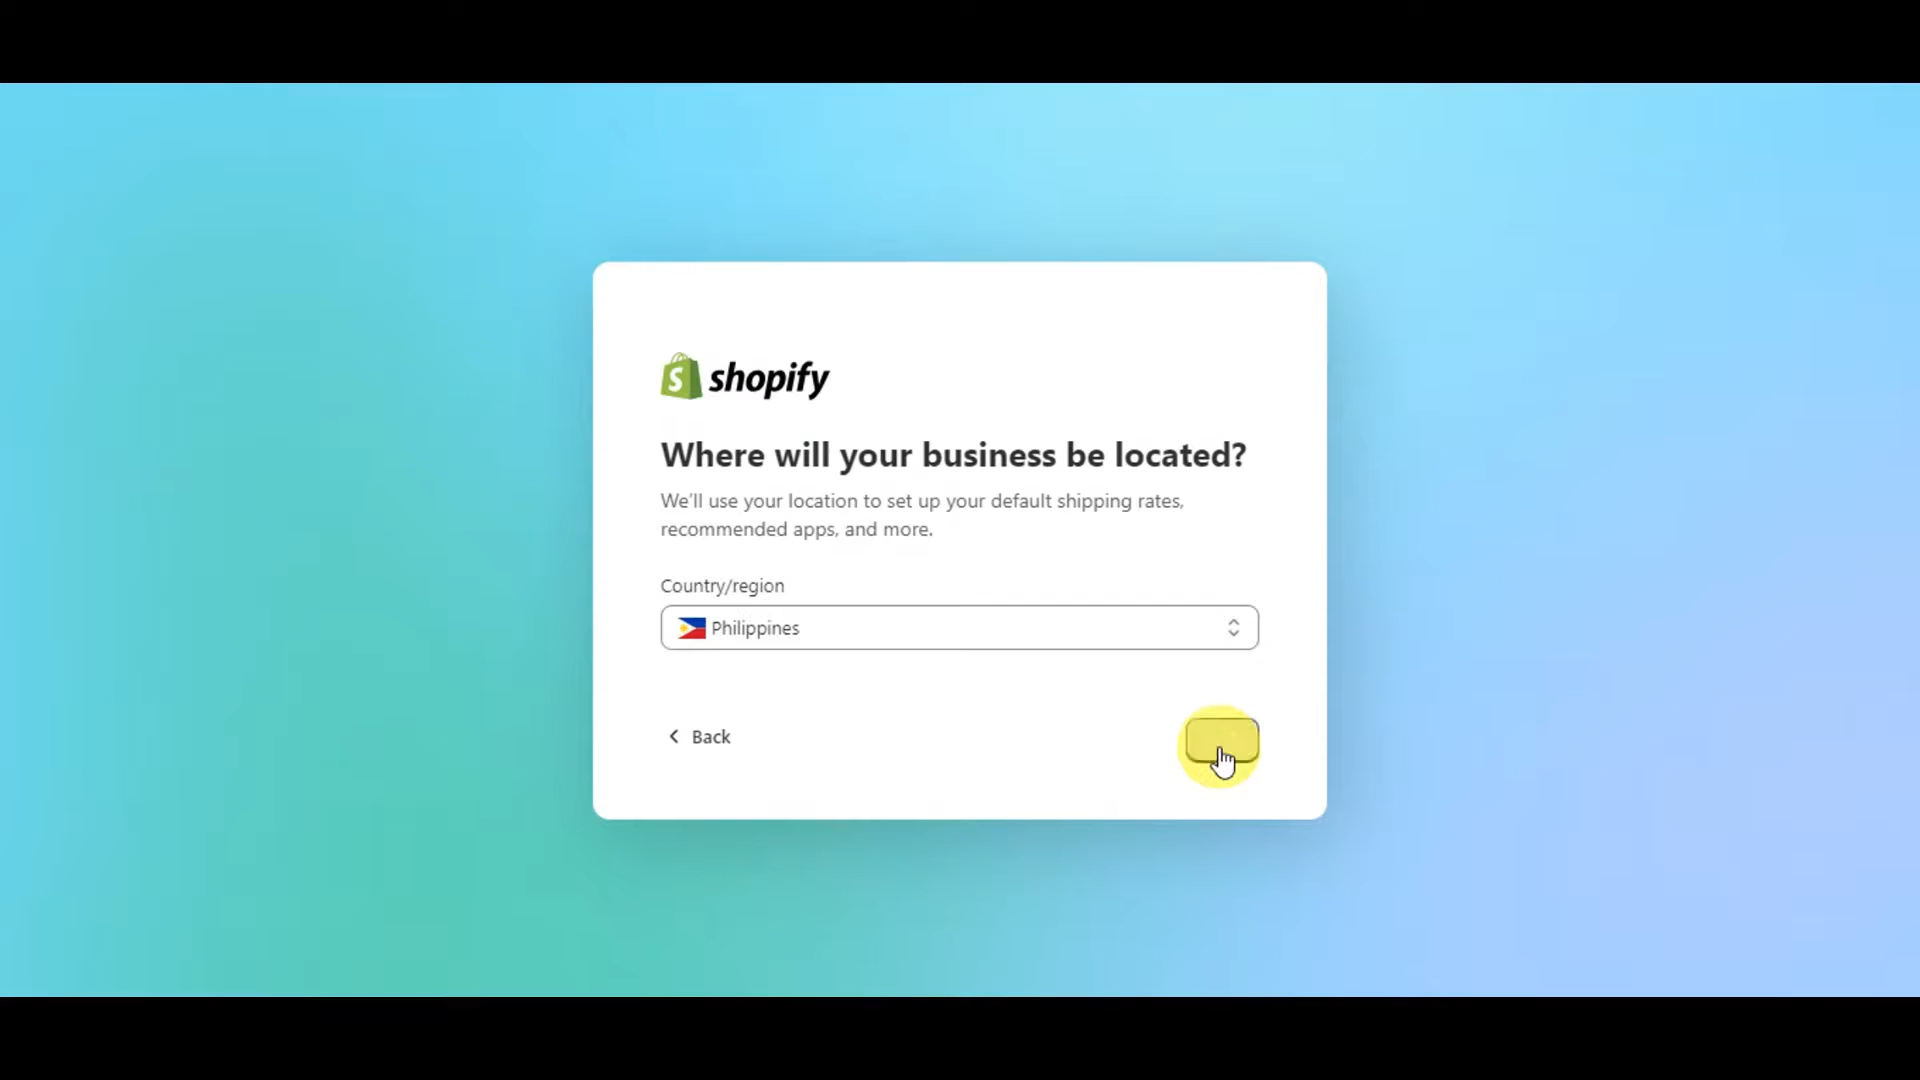 shopify
Where will your business be located?
We'll use your location to set up your default shipping rates,
recommended apps, and more.
Country/region
Philippines
Back